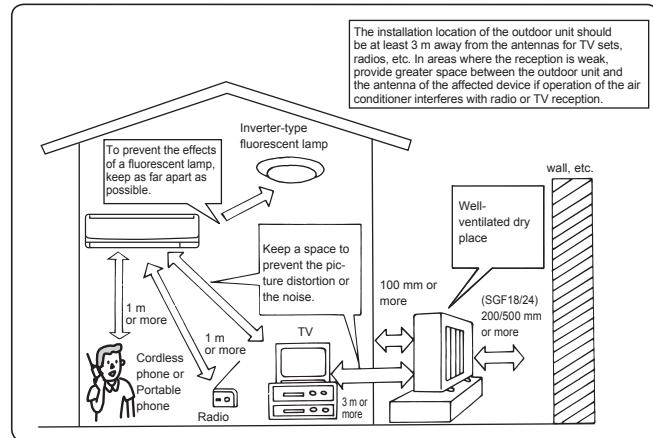 The installation location of the outdoor unit should
be at least 3 m away from the antennas for TV sets,
radios, etc. In areas where the reception is weak,
provide greater space between the outdoor unit and
the antenna of the affected device if operation of the air
conditioner interferes with radio or TV reception.
To prevent the effects
of a fluorescent lamp,
keep as far apart as
possible.
Inverter-type
fluorescent lamp
wall, etc.
Well-
ventilated dry
place
Keep a space to
prevent the pic-
ture distortion or
the noise.
100 mm or
more
(SGF18/24)
200/500 mm
or more
1 m
or more
1 m
or more
TV
Cordless
phone or
Portable
phone
Radio
3 m or
more